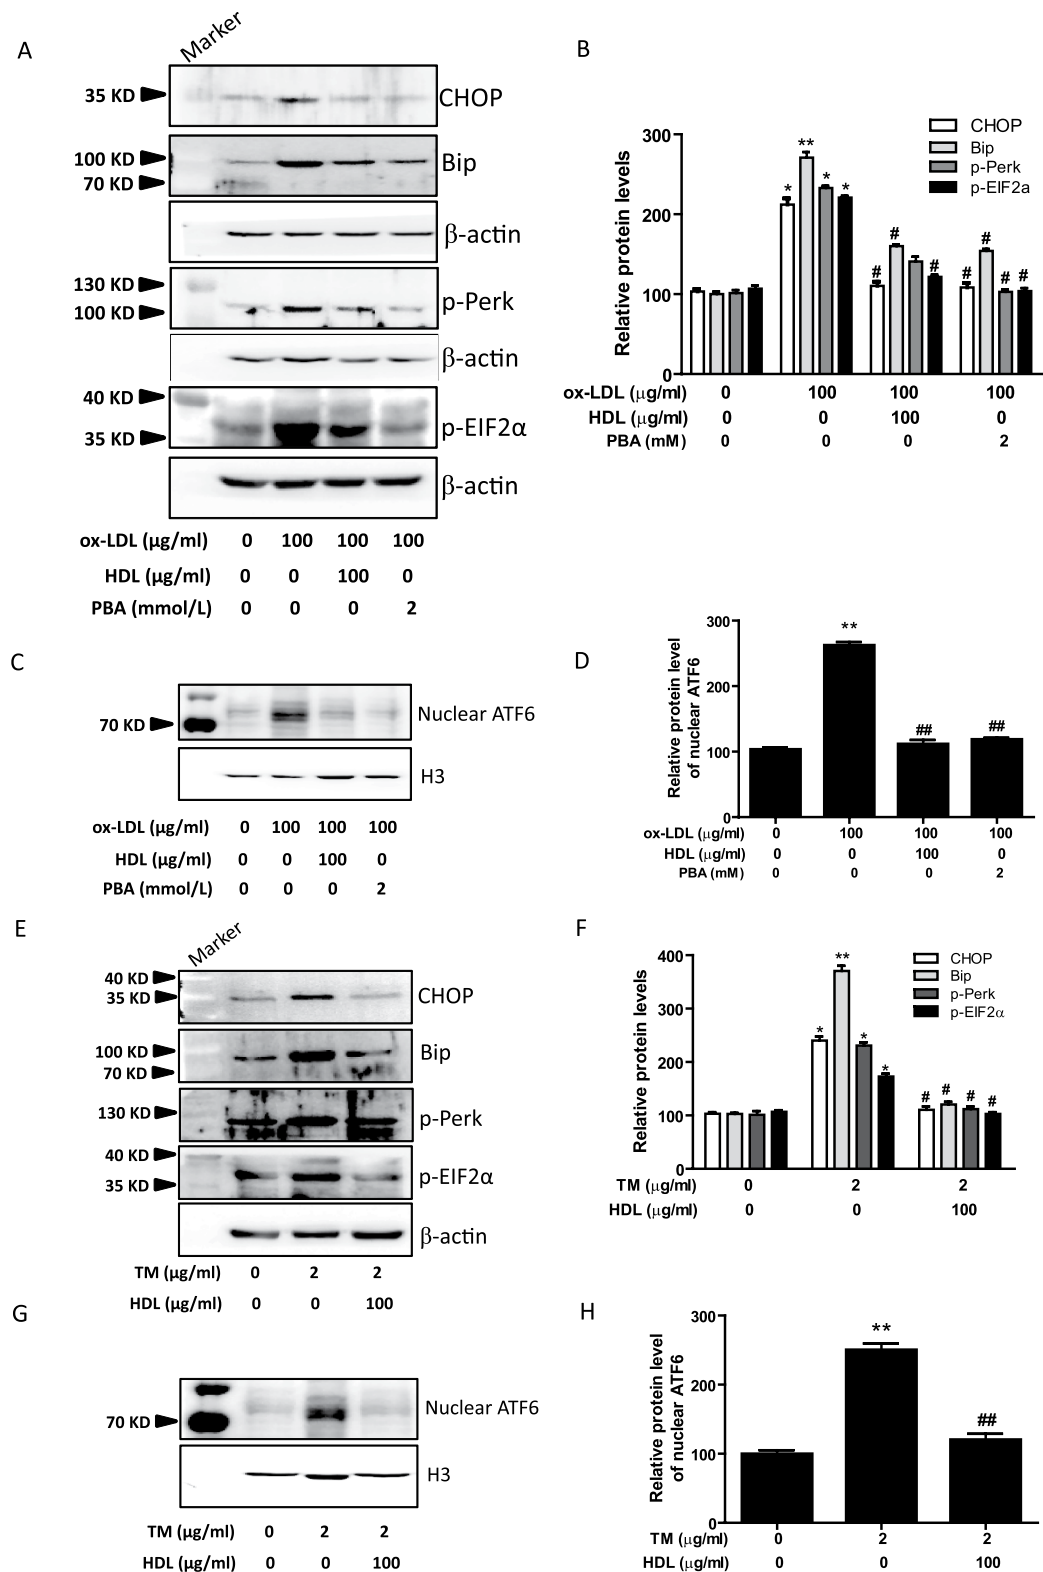 A
Marker
35 KD
CHOP
100 KD
70 KD
Bip
β-actin
130 KD
100 KD
p-Perk
β-actin
40 KD
35 KD
p-EIF2α
β-actin
ox-LDL (μg/ml) 0 100 100 100
HDL (μg/ml) 0 0 100 0
PBA (mmol/L) 0 0 0 2
B
CHOP
Bip
p-Perk
p-EIF2a
Relative protein levels
300
200
100
0
* ** * *
# # #
# # # #
ox-LDL (μg/ml) 0 100 100 100
HDL (μg/ml) 0 0 100 0
PBA (mM) 0 0 0 2
C
70 KD
Nuclear ATF6
H3
ox-LDL (μg/ml) 0 100 100 100
HDL (μg/ml) 0 0 100 0
PBA (mmol/L) 0 0 0 2
D
Relative protein level
of nuclear ATF6
300
200
100
0
** ## ##
ox-LDL (μg/ml) 0 100 100 100
HDL (μg/ml) 0 0 100 0
PBA (mM) 0 0 0 2
E
Marker
40 KD
35 KD
CHOP
100 KD
70 KD
Bip
130 KD
p-Perk
40 KD
35 KD
p-EIF2α
β-actin
TM (μg/ml) 0 2 2
HDL (μg/ml) 0 0 100
F
CHOP
Bip
p-Perk
p-EIF2α
Relative protein levels
400
300
200
100
0
* ** * *
# # # #
TM (μg/ml) 0 2 2
HDL (μg/ml) 0 0 100
G
70 KD
Nuclear ATF6
H3
TM (μg/ml) 0 2 2
HDL (μg/ml) 0 0 100
H
Relative protein level
of nuclear ATF6
300
200
100
0
** ##
TM (μg/ml) 0 2 2
HDL (μg/ml) 0 0 100